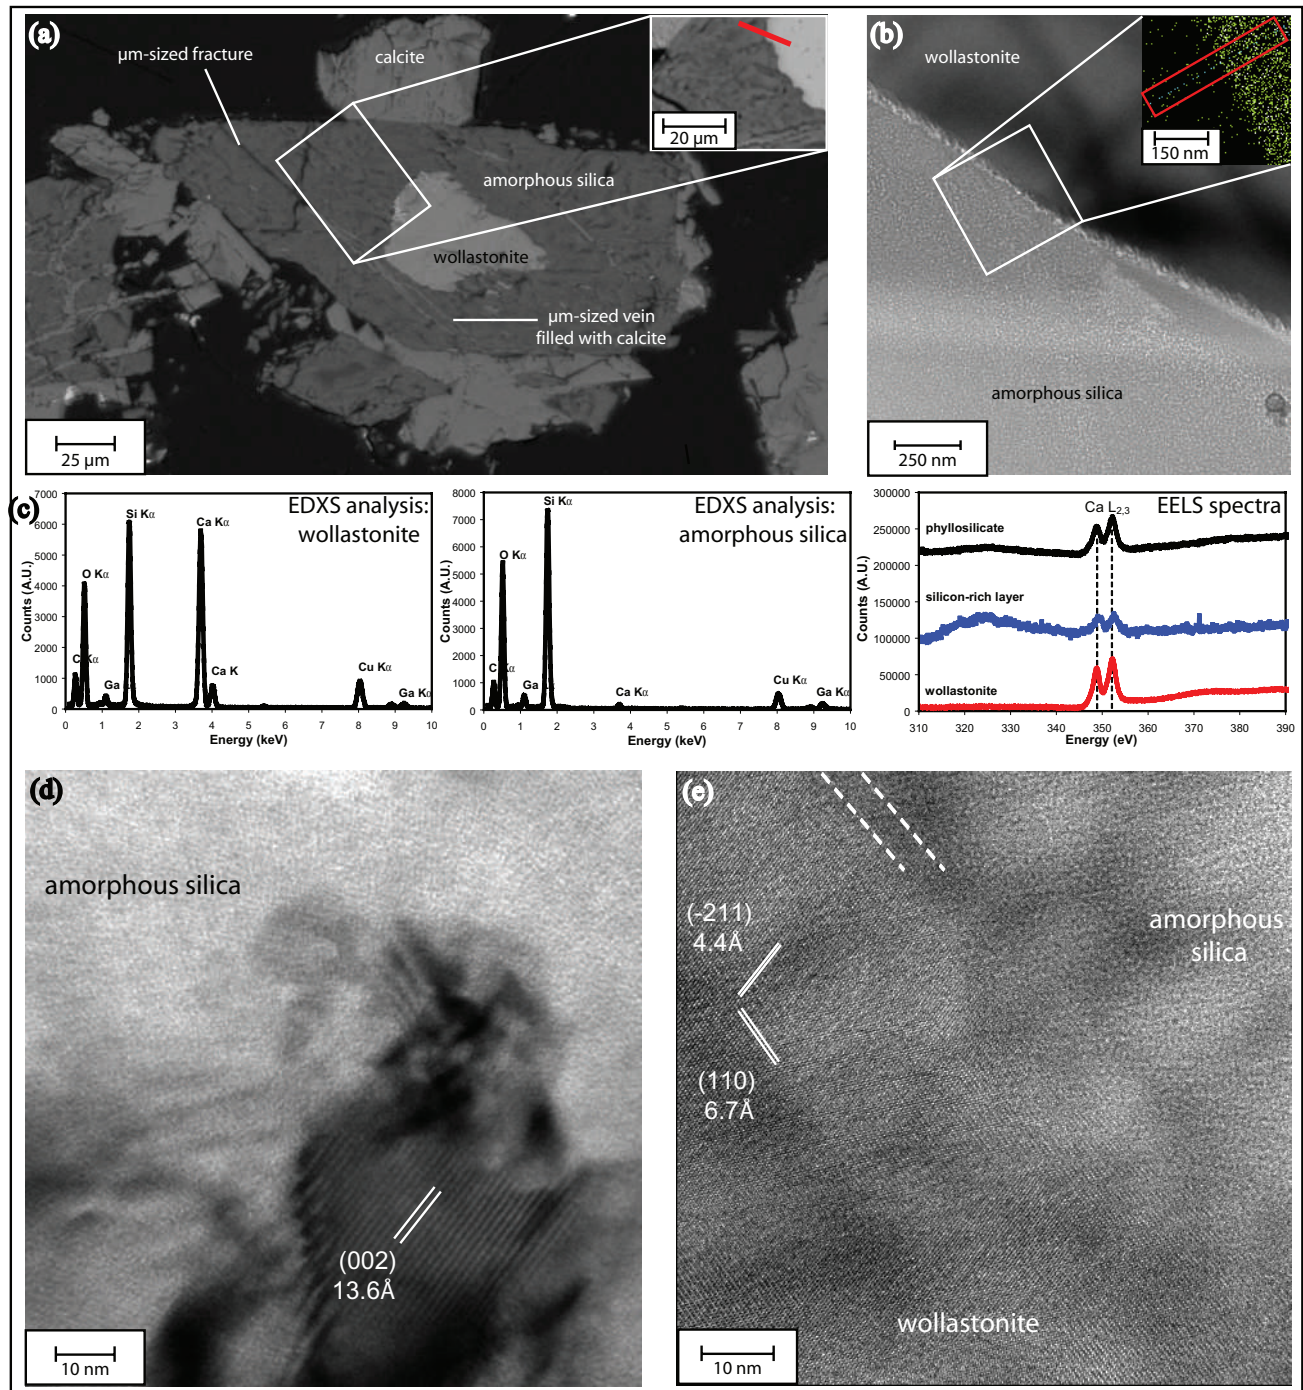 (a)
µm-sized fracture
calcite
amorphous silica
wollastonite
µm-sized vein
filled with calcite
20 µm
25 µm
(b)
wollastonite
amorphous silica
150 nm
250 nm
(c)
EDXS analysis:
wollastonite
Counts (A.U.)
7000
6000
5000
4000
3000
2000
1000
0
C Kα
O Kα
Ga
Si Kα
Ca Kα
Ca K
Cu Kα
Ga Kα
0 1 2 3 4 5 6 7 8 9 10
Energy (keV)
EDXS analysis:
amorphous silica
Counts (A.U.)
8000
7000
6000
5000
4000
3000
2000
1000
0
C Kα
O Kα
Ga
Si Kα
Ca Kα
Cu Kα
Ga Kα
0 1 2 3 4 5 6 7 8 9 10
Energy (keV)
EELS spectra
Ca L2,3
Counts (A.U.)
300000
250000
200000
150000
100000
50000
0
phyllosilicate
silicon-rich layer
wollastonite
310 320 330 340 350 360 370 380 390
Energy (eV)
(d)
amorphous silica
(002)
13.6Å
10 nm
(e)
(-211)
4.4Å
(110)
6.7Å
amorphous
silica
wollastonite
10 nm